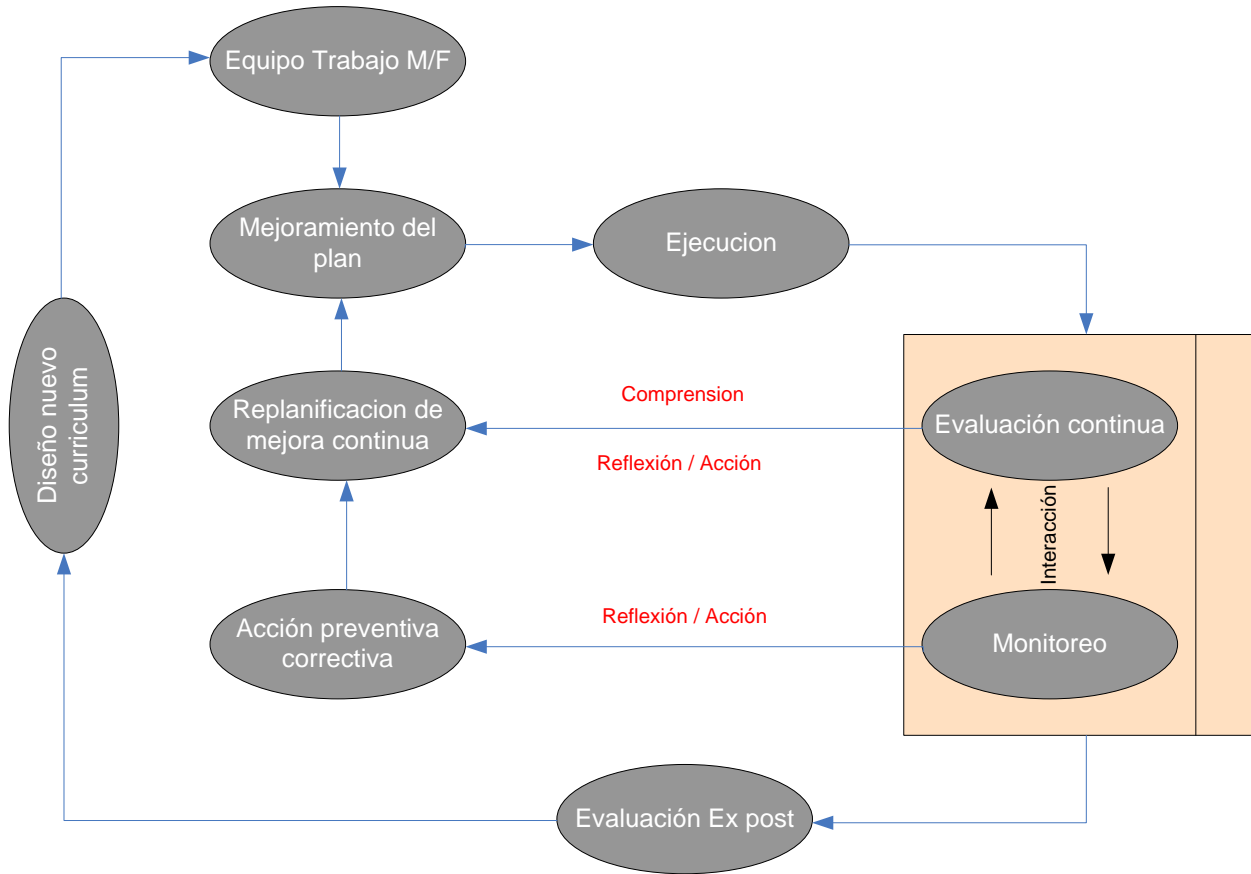 Equipo Trabajo M/F
Mejoramiento del
plan
Ejecucion
Diseño nuevo
curriculum
Replanificacion de
mejora continua
Comprension
Reflexión / Acción
Evaluación continua
Interacción
Acción preventiva
correctiva
Reflexión / Acción
Monitoreo
Evaluación Ex post